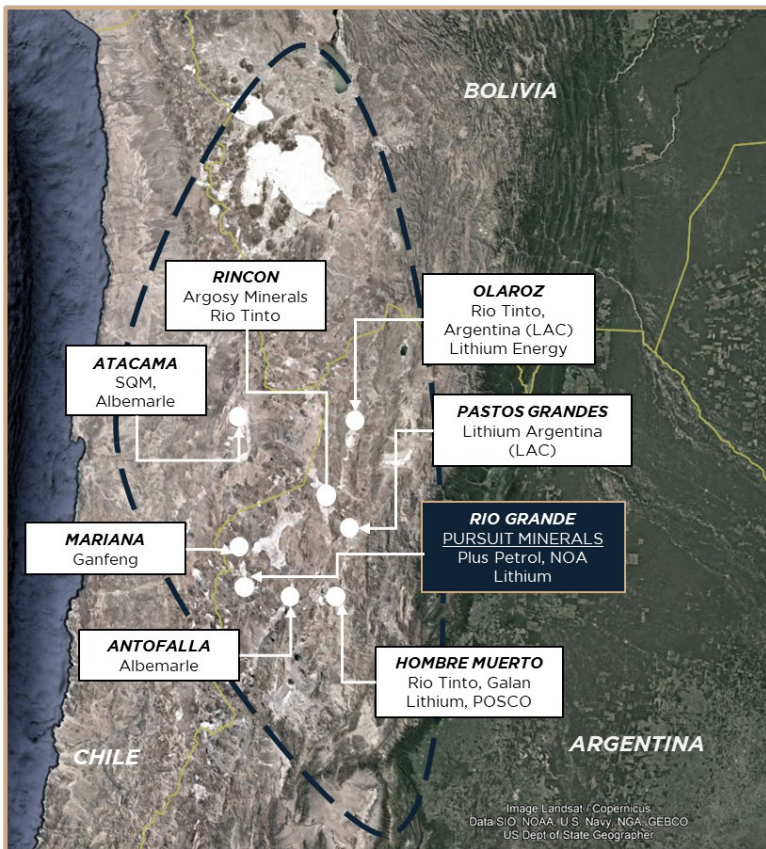 BOLIVIA
RINCON
Argosy Minerals
Rio Tinto
OLAROZ
Rio Tinto,
Argentina (LAC)
Lithium Energy
ATACAMA
SQM,
Albemarle
PASTOS GRANDES
Lithium Argentina
(LAC)
RIO GRANDE
PURSUIT MINERALS
Plus Petrol, NOA
Lithium
MARIANA
Ganfeng
ANTOFALLA
Albemarle
HOMBRE MUERTO
Rio Tinto, Galan
Lithium, POSCO
CHILE
ARGENTINA
Image Landsat / Copernicus
Data SIO, NOAA, U.S. Navy, NGA, GEBCO
US Dept of State Geographer